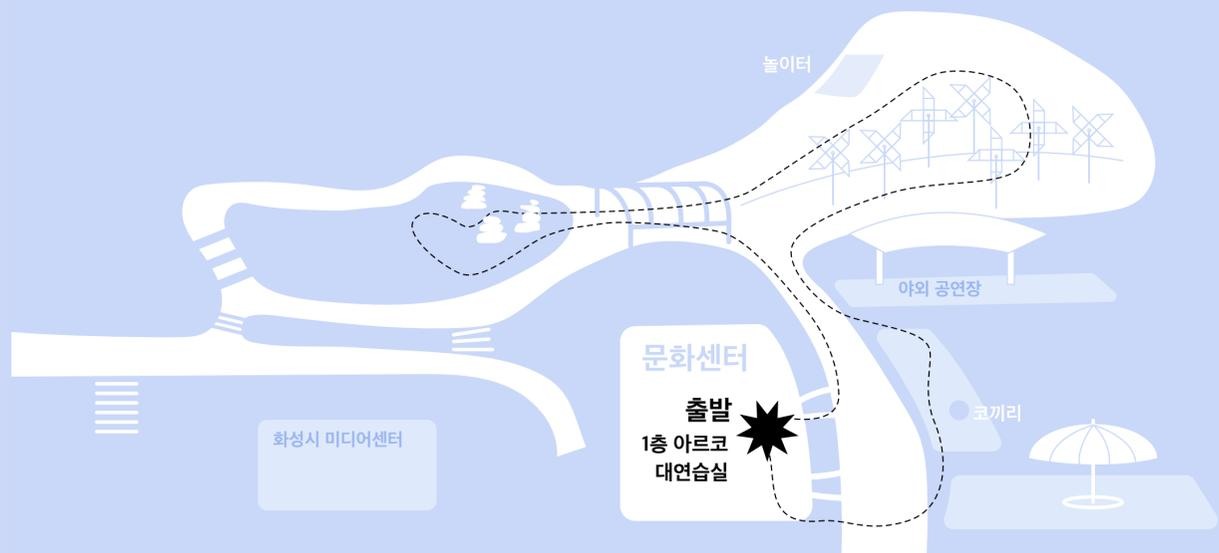 놀이터
야외 공연장
문화센터
출발
1층 아르코
대연습실
코끼리
화성시 미디어센터